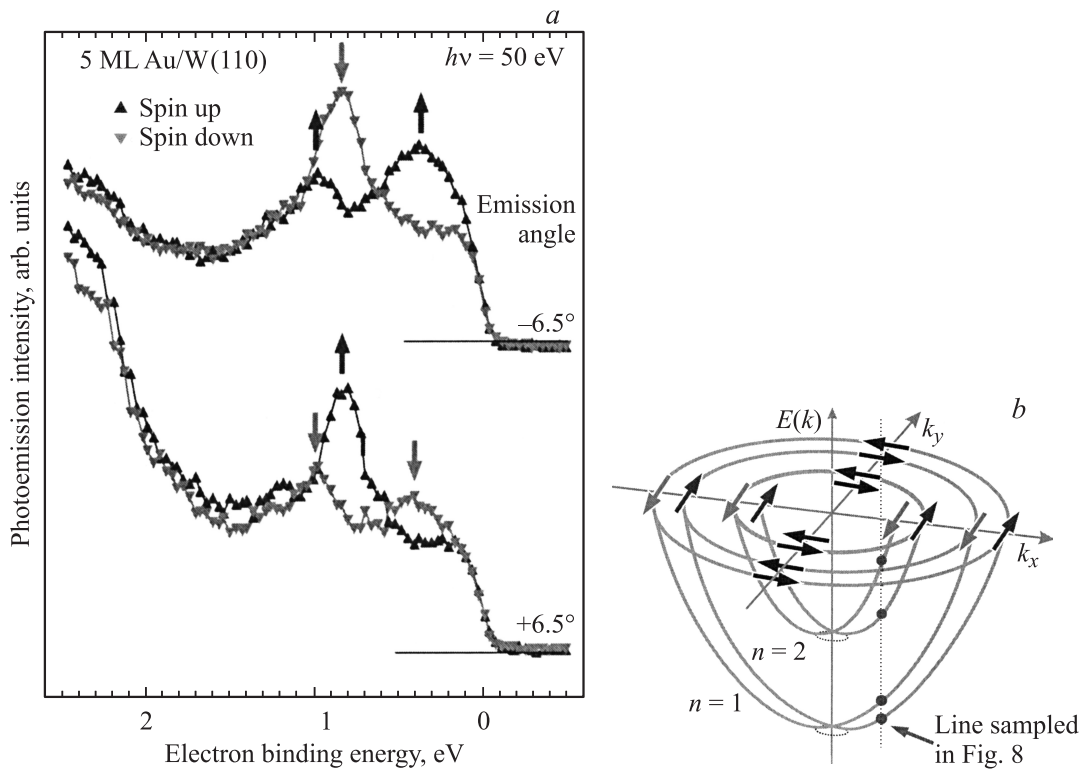 a
5 ML Au/W(110)
hν = 50 eV
Spin up
Spin down
Emission
angle
–6.5°
+6.5°
Photoemission intensity, arb. units
2
1
0
Electron binding energy, eV
b
E(k)
k_y
k_x
n = 2
n = 1
Line sampled
in Fig. 8